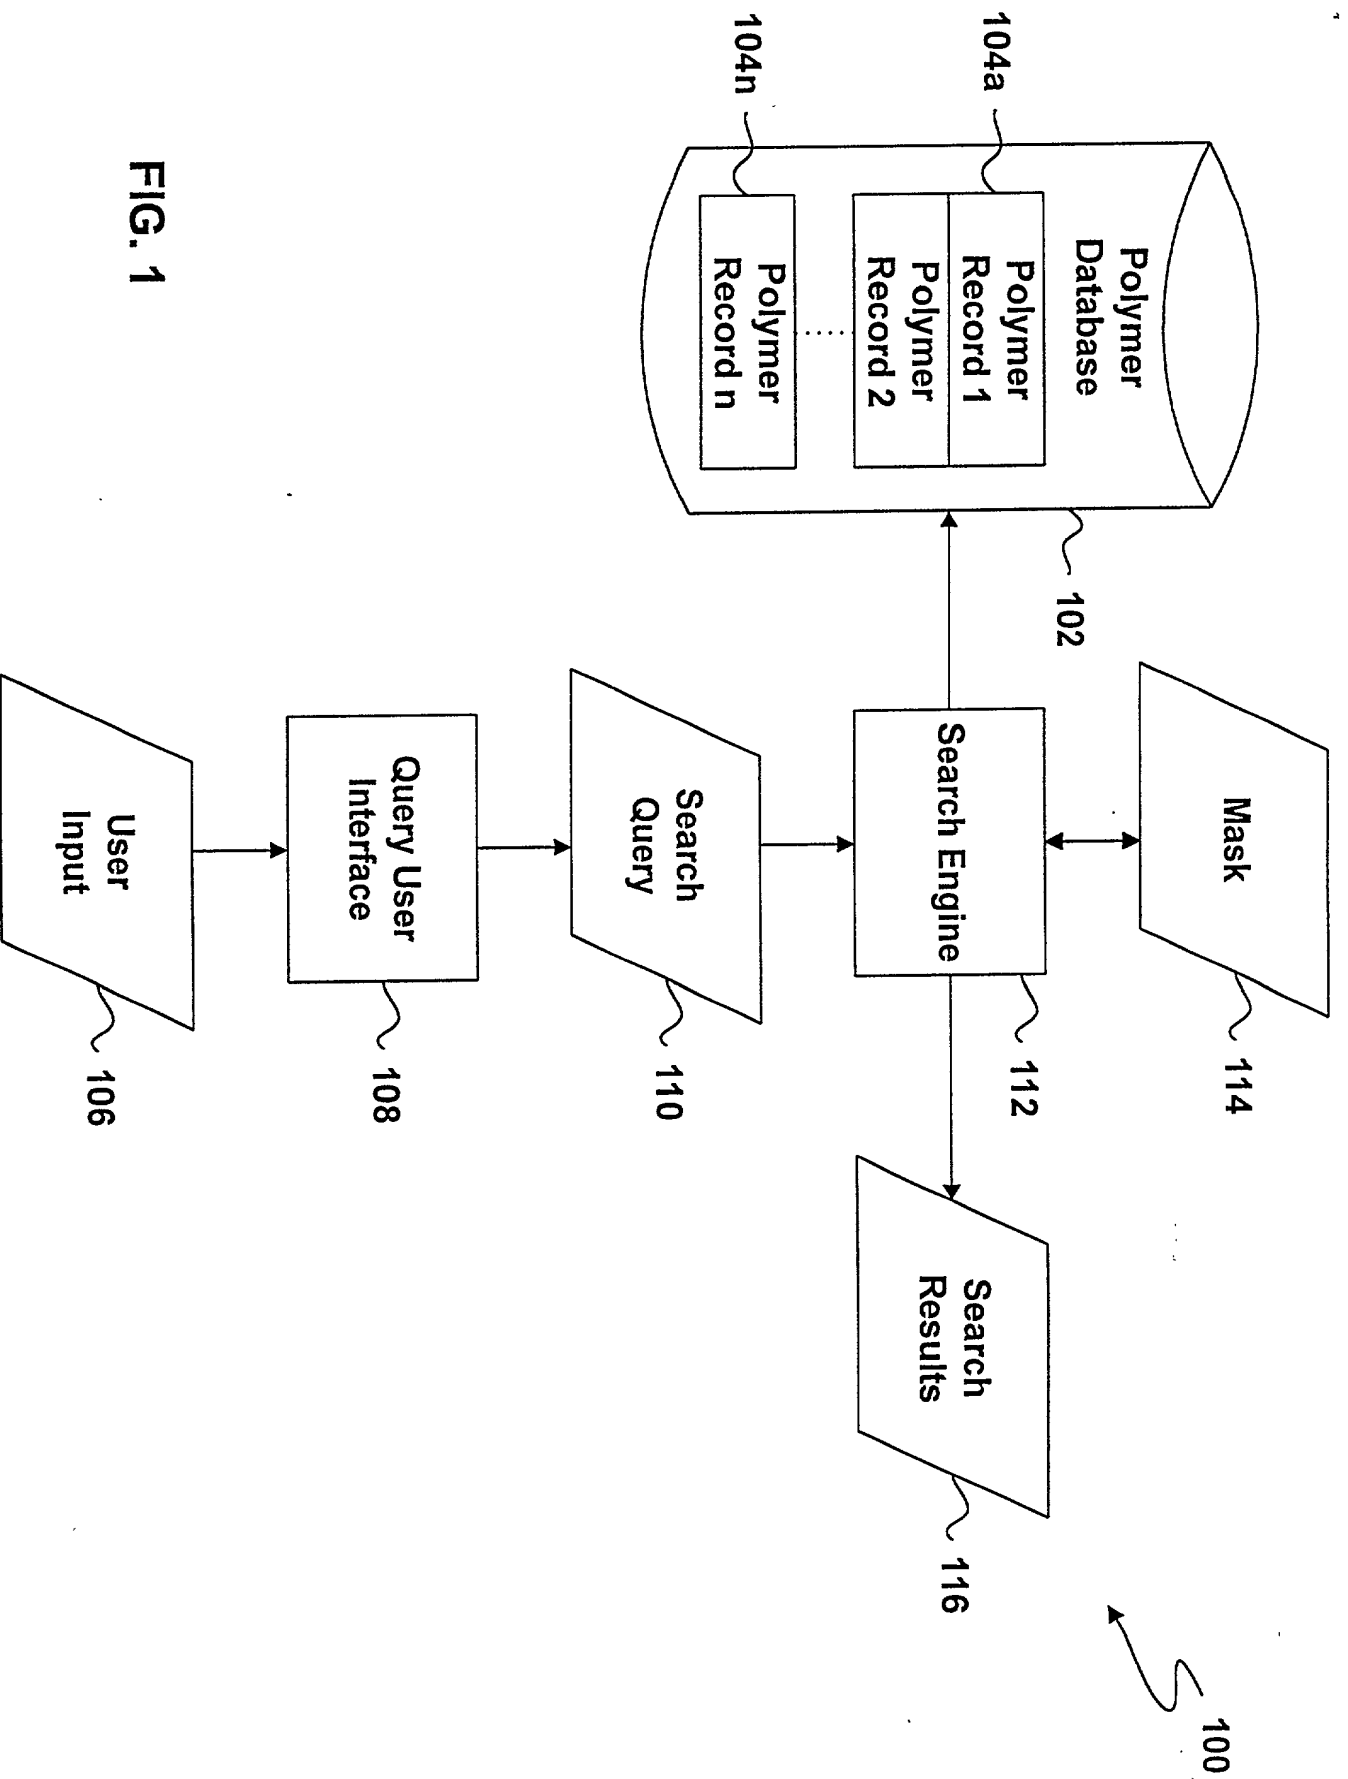 100
Mask
114
Polymer
Database
102
104a
Polymer
Record 1
Polymer
Record 2
104n
Polymer
Record n
Search Engine
112
Search
Results
116
Search
Query
110
Query User
Interface
108
User
Input
106
FIG. 1